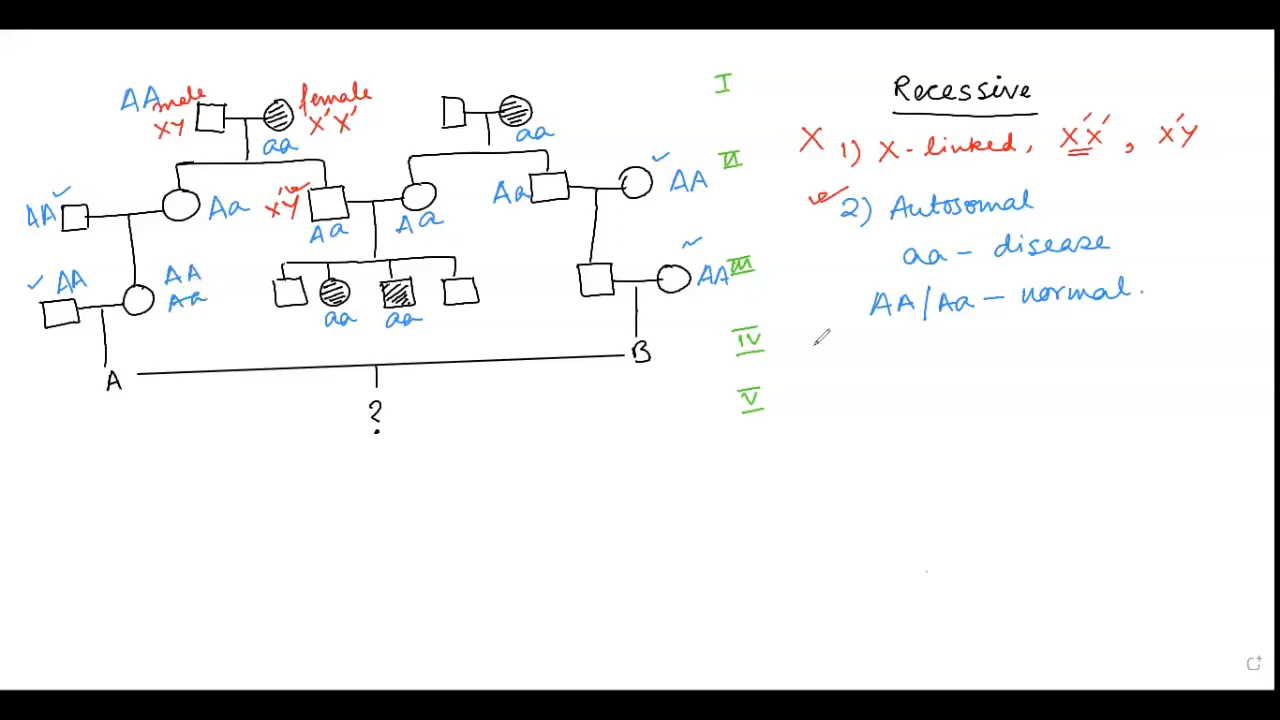 I
Recessive
AA male
female
XY
X'X'
aa
aa
X 1) X-linked, X'X', X'Y
II
AA
Aa
X'Y
Aa
Aa
Aa
AA
2) Autosomal
aa - disease
AA
AA
Aa
aa
aa
AA
III
AA/Aa - normal.
IV
A
B
V
?